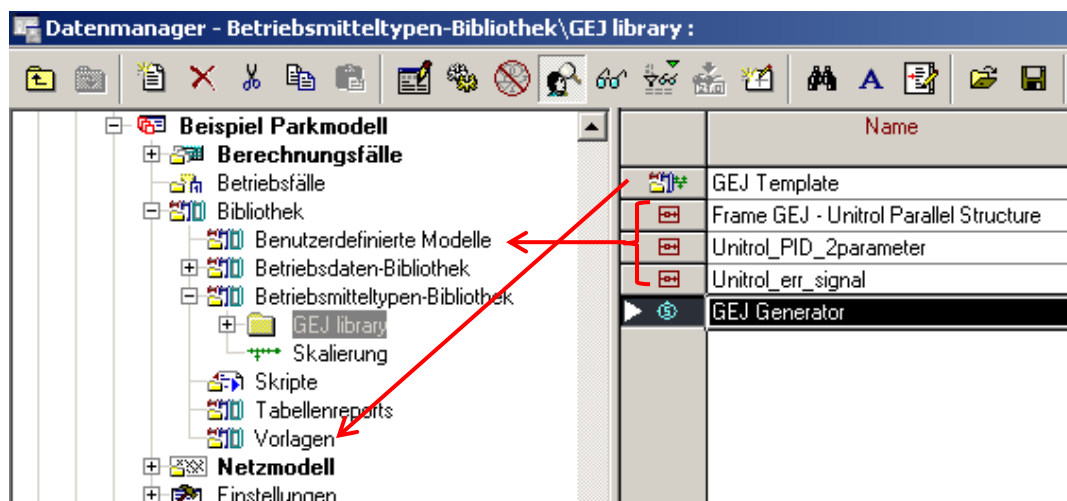 Datenmanager - Betriebsmitteltypen-Bibliothek\GEJ library :
Beispiel Parkmodell
Berechnungsfälle
Betriebsfälle
Bibliothek
Benutzerdefinierte Modelle
Betriebsdaten-Bibliothek
Betriebsmitteltypen-Bibliothek
GEJ library
Skalierung
Skripte
Tabellenreports
Vorlagen
Netzmodell
Einstellungen
Name
GEJ Template
Frame GEJ - Unitrol Parallel Structure
Unitrol_PID_2parameter
Unitrol_err_signal
GEJ Generator